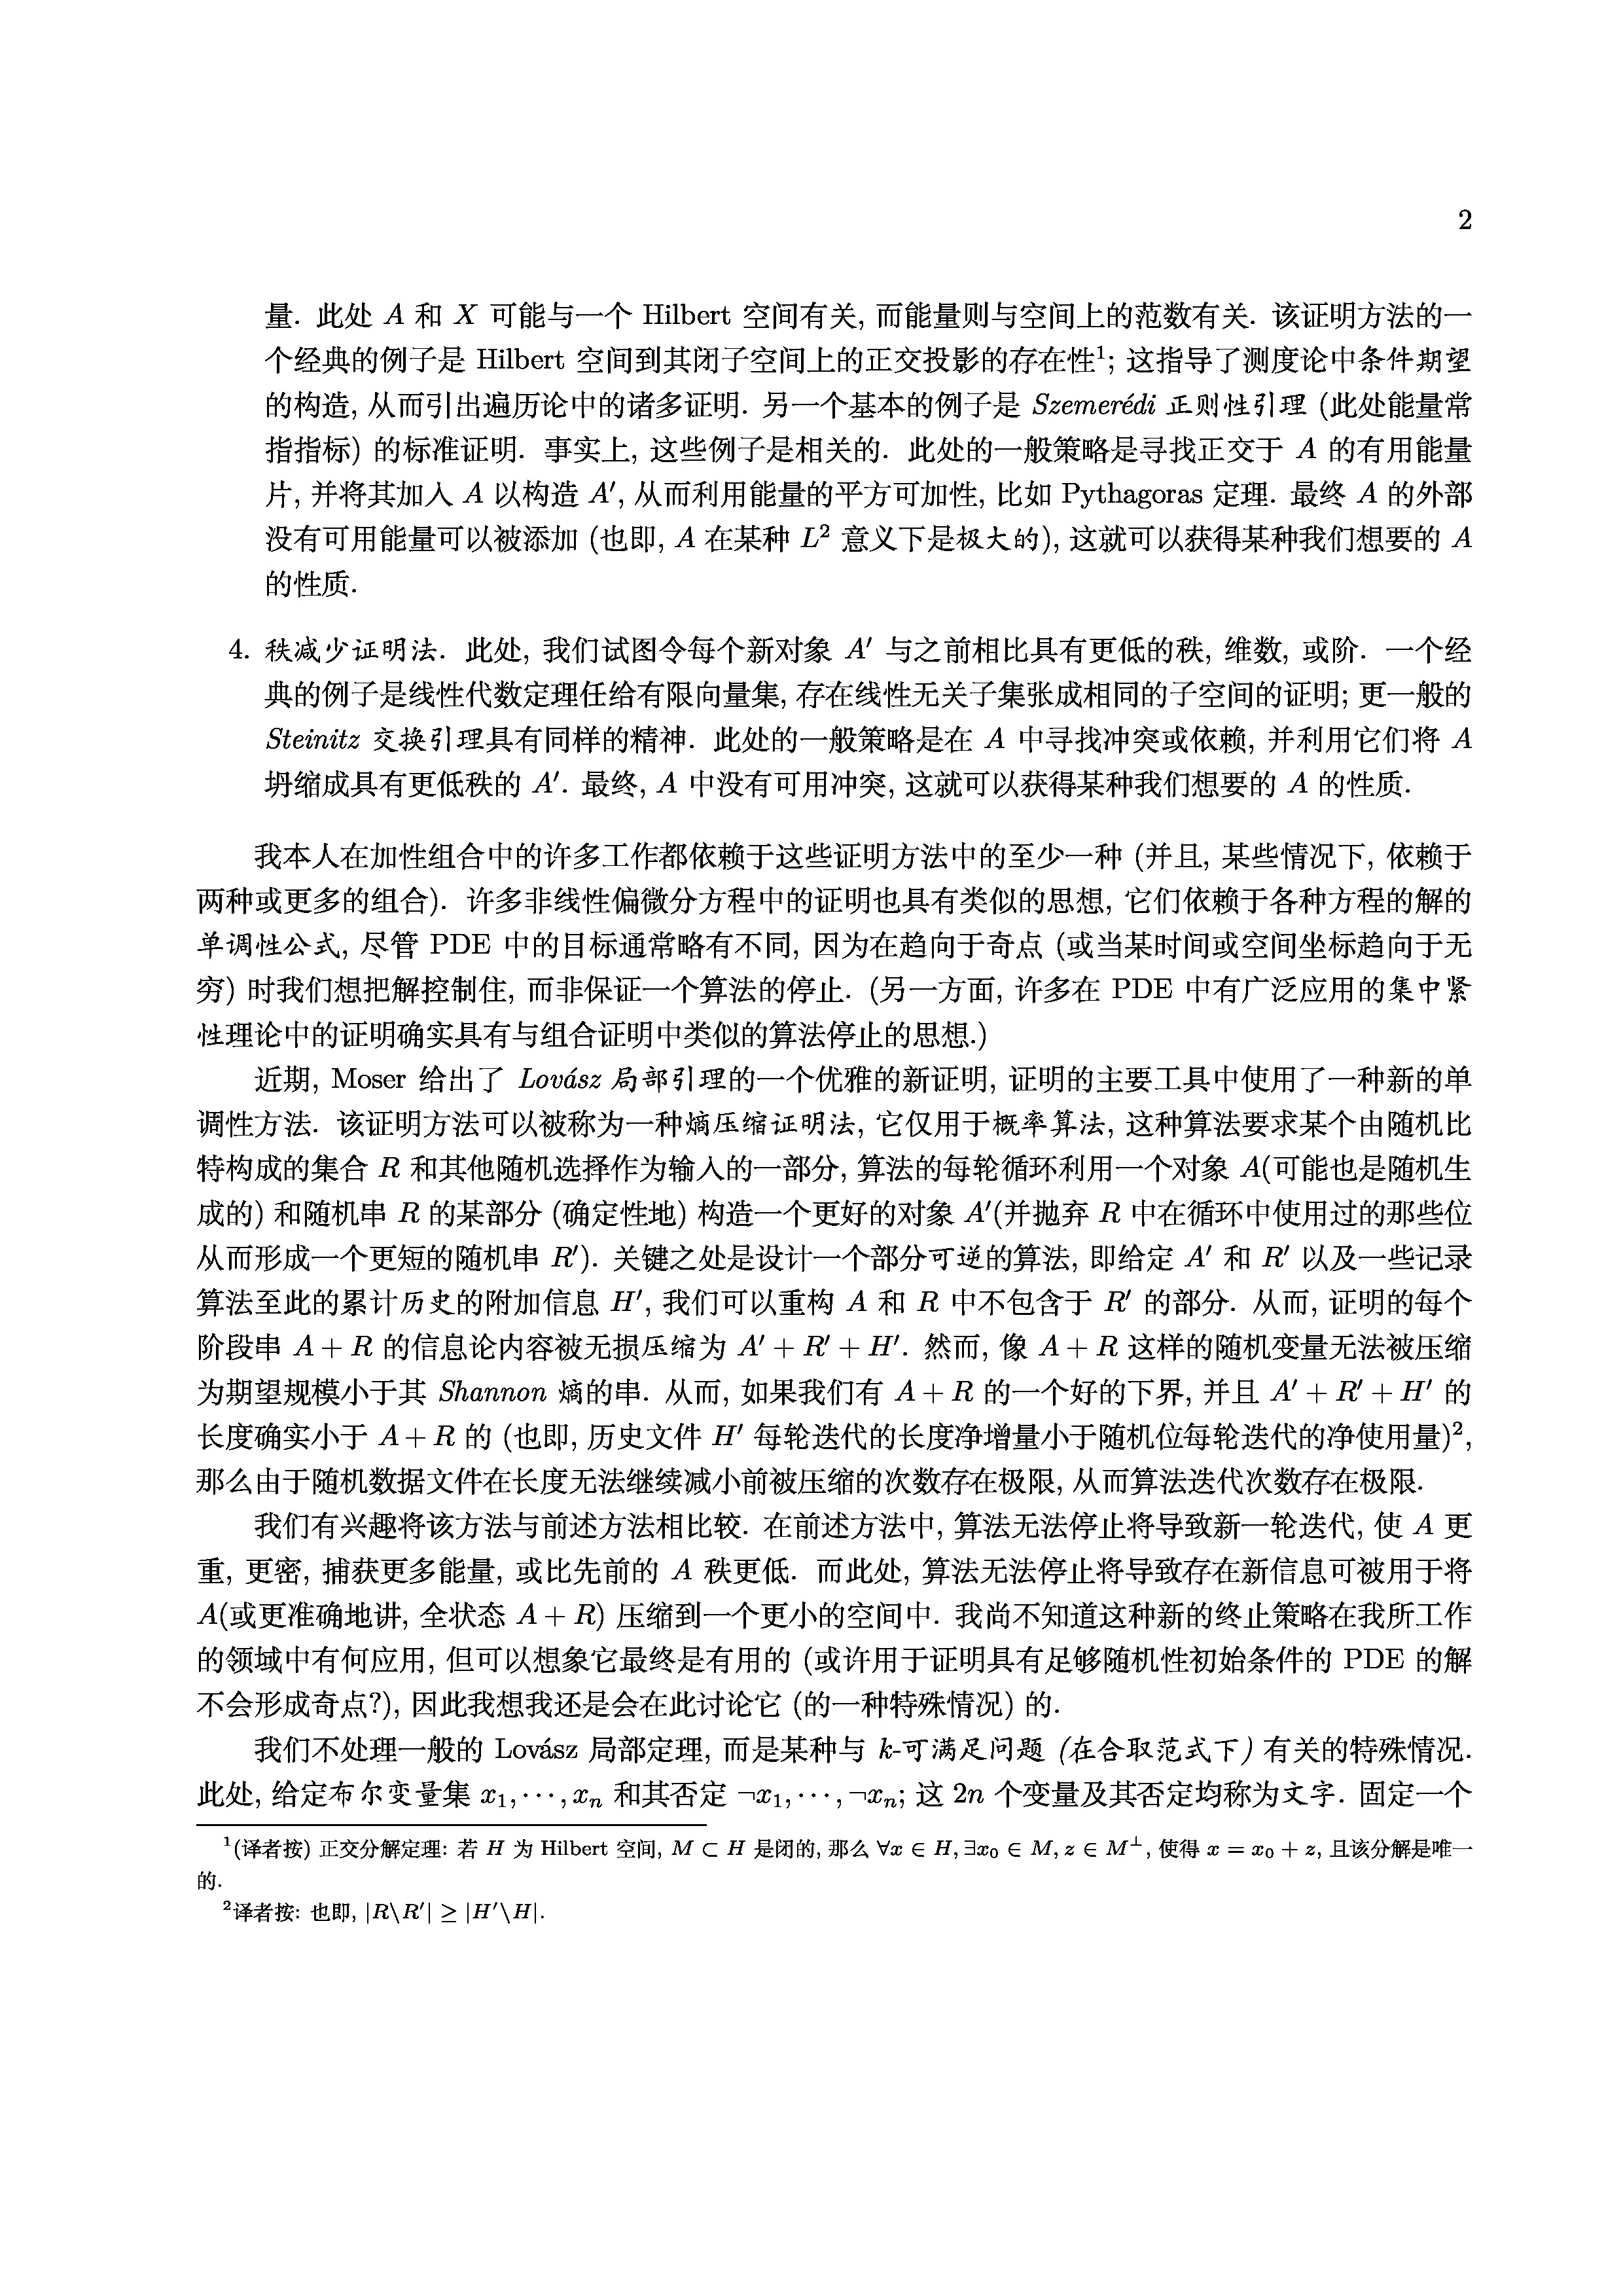 2
量. 此处 A 和 X 可能与一个 Hilbert 空间有关, 而能量则与空间上的范数有关. 该证明方法的一
个经典的例子是 Hilbert 空间到其闭子空间上的正交投影的存在性¹; 这指导了测度论中条件期望
的构造, 从而引出遍历论中的诸多证明. 另一个基本的例子是 Szemerédi 正则性引理 (此处能量常
指指标) 的标准证明. 事实上, 这些例子是相关的. 此处的一般策略是寻找正交于 A 的有用能量
片, 并将其加入 A 以构造 A′, 从而利用能量的平方可加性, 比如 Pythagoras 定理. 最终 A 的外部
没有可用能量可以被添加 (也即, A 在某种 L² 意义下是极大的), 这就可以获得某种我们想要的 A
的性质.
4. 秩减少证明法. 此处, 我们试图令每个新对象 A′ 与之前相比具有更低的秩, 维数, 或阶. 一个经
典的例子是线性代数定理任给有限向量集, 存在线性无关子集张成相同的子空间的证明; 更一般的
Steinitz 交换引理具有同样的精神. 此处的一般策略是在 A 中寻找冲突或依赖, 并利用它们将 A
坍缩成具有更低秩的 A′. 最终, A 中没有可用冲突, 这就可以获得某种我们想要的 A 的性质.
我本人在加性组合中的许多工作都依赖于这些证明方法中的至少一种 (并且, 某些情况下, 依赖于
两种或更多的组合). 许多非线性偏微分方程中的证明也具有类似的思想, 它们依赖于各种方程的解的
单调性公式, 尽管 PDE 中的目标通常略有不同, 因为在趋向于奇点 (或当某时间或空间坐标趋向于无
穷) 时我们想把解控制住, 而非保证一个算法的停止. (另一方面, 许多在 PDE 中有广泛应用的集中紧
性理论中的证明确实具有与组合证明中类似的算法停止的思想.)
近期, Moser 给出了 Lovász 局部引理的一个优雅的新证明, 证明的主要工具中使用了一种新的单
调性方法. 该证明方法可以被称为一种熵压缩证明法, 它仅用于概率算法, 这种算法要求某个由随机比
特构成的集合 R 和其他随机选择作为输入的一部分, 算法的每轮循环利用一个对象 A(可能也是随机生
成的) 和随机串 R 的某部分 (确定性地) 构造一个更好的对象 A′(并抛弃 R 中在循环中使用过的那些位
从而形成一个更短的随机串 R′). 关键之处是设计一个部分可逆的算法, 即给定 A′ 和 R′ 以及一些记录
算法至此的累计历史的附加信息 H′, 我们可以重构 A 和 R 中不包含于 R′ 的部分. 从而, 证明的每个
阶段串 A + R 的信息论内容被无损压缩为 A′ + R′ + H′. 然而, 像 A + R 这样的随机变量无法被压缩
为期望规模小于其 Shannon 熵的串. 从而, 如果我们有 A + R 的一个好的下界, 并且 A′ + R′ + H′ 的
长度确实小于 A + R 的 (也即, 历史文件 H′ 每轮迭代的长度净增量小于随机位每轮迭代的净使用量)²,
那么由于随机数据文件在长度无法继续减小前被压缩的次数存在极限, 从而算法迭代次数存在极限.
我们有兴趣将该方法与前述方法相比较. 在前述方法中, 算法无法停止将导致新一轮迭代, 使 A 更
重, 更密, 捕获更多能量, 或比先前的 A 秩更低. 而此处, 算法无法停止将导致存在新信息可被用于将
A(或更准确地讲, 全状态 A + R) 压缩到一个更小的空间中. 我尚不知道这种新的终止策略在我所工作
的领域中有何应用, 但可以想象它最终是有用的 (或许用于证明具有足够随机性初始条件的 PDE 的解
不会形成奇点?), 因此我想我还是会在此讨论它 (的一种特殊情况) 的.
我们不处理一般的 Lovász 局部定理, 而是某种与 k-可满足问题 (在合取范式下) 有关的特殊情况.
此处, 给定布尔变量集 x₁, · · · , xₙ 和其否定 ¬x₁, · · · , ¬xₙ; 这 2n 个变量及其否定均称为文字. 固定一个
¹(译者按) 正交分解定理: 若 H 为 Hilbert 空间, M ⊂ H 是闭的, 那么 ∀x ∈ H, ∃x₀ ∈ M, z ∈ M⊥, 使得 x = x₀ + z, 且该分解是唯一
的.
²译者按: 也即, |R\R′| ≥ |H′\H|.